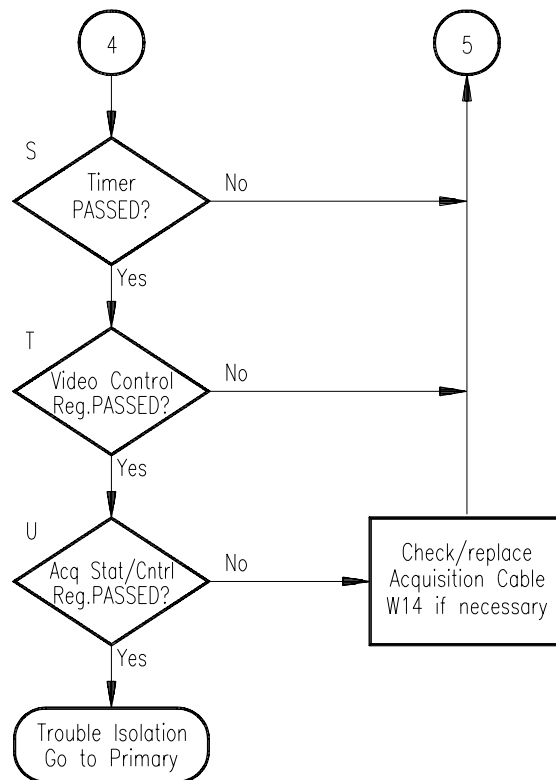 4
5
S
Timer
PASSED?
No
Yes
T
Video Control
Reg.PASSED?
No
Yes
U
Acq Stat/Cntrl
Reg.PASSED?
No
Check/replace
Acquisition Cable
W14 if necessary
Yes
Trouble Isolation
Go to Primary